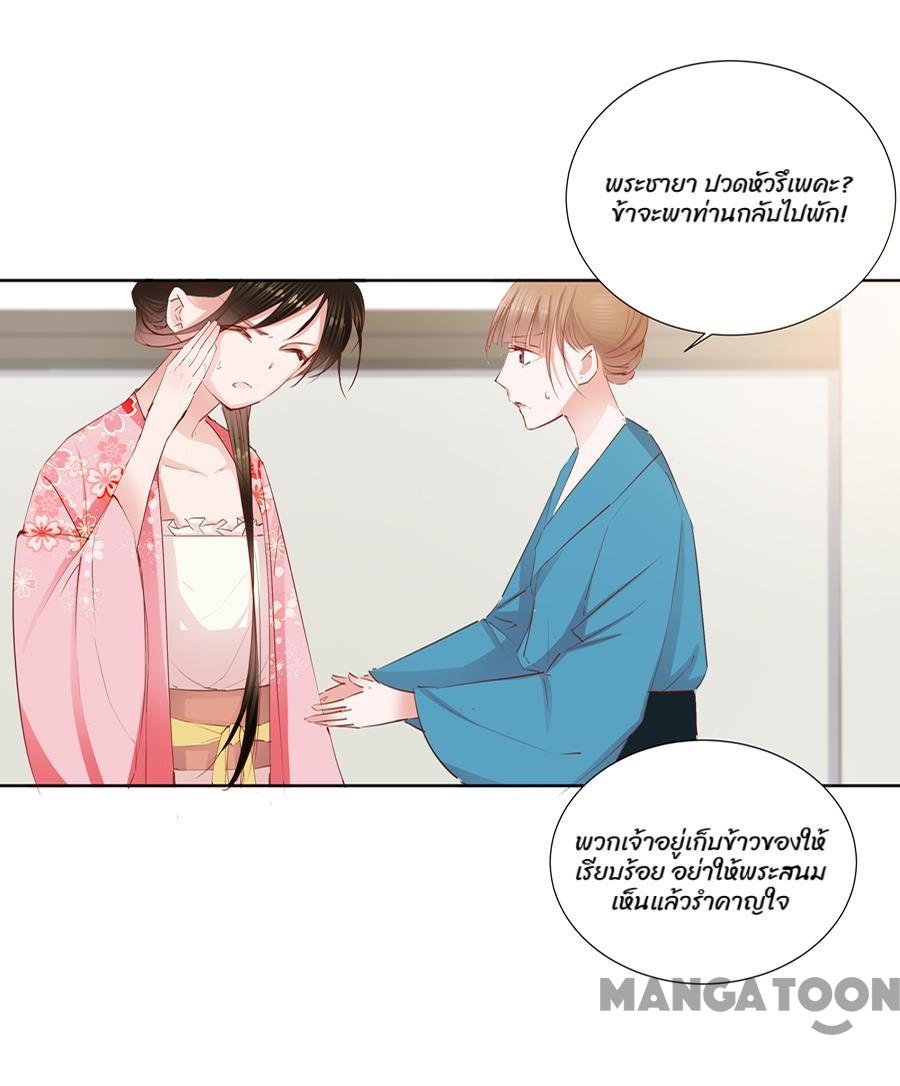 พระชายา ปวดหัวรึเพคะ?
ข้าจะพาท่านกลับไปพัก!
พวกเจ้าอยู่เก็บข้าวของให้
เรียบร้อย อย่าให้พระสนม
เห็นแล้วรำคาญใจ
MANGATOON